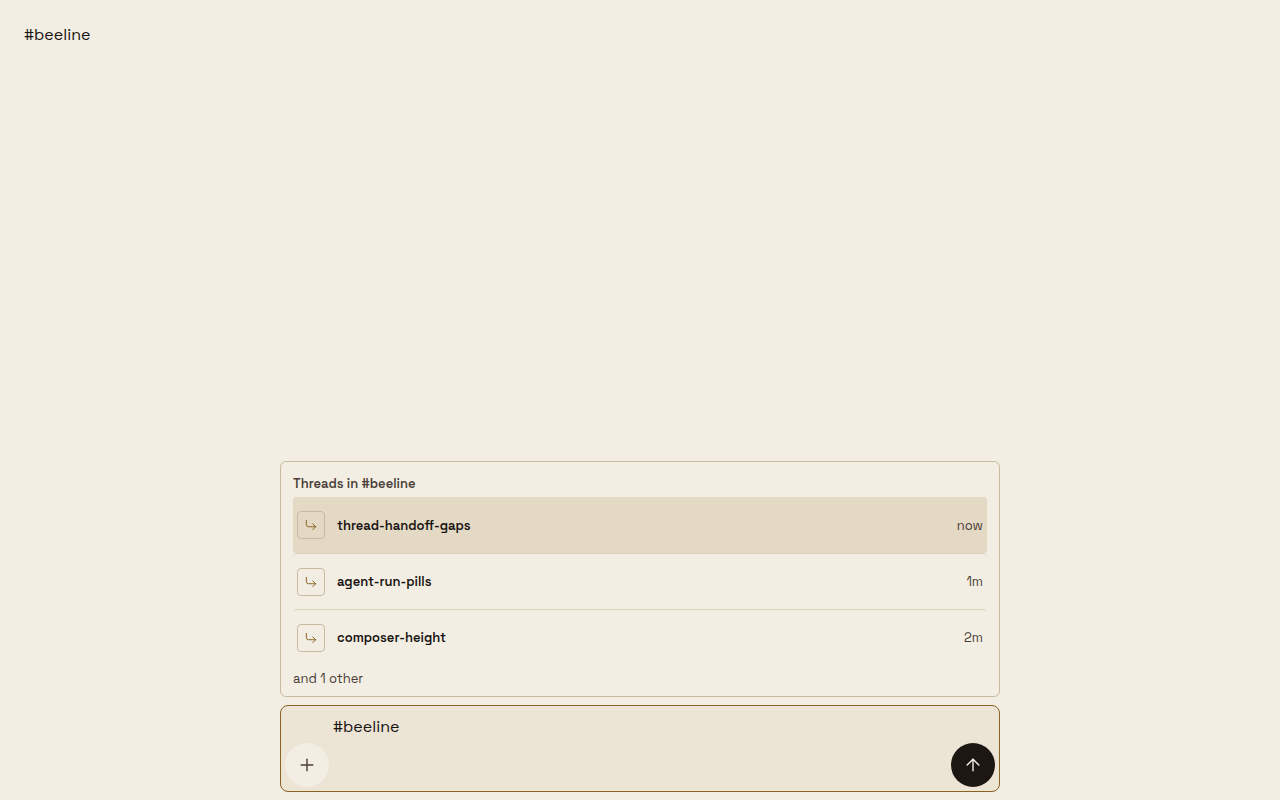 #beeline
Threads in #beeline
thread-handoff-gaps now
agent-run-pills 1m
composer-height 2m
and 1 other
#beeline